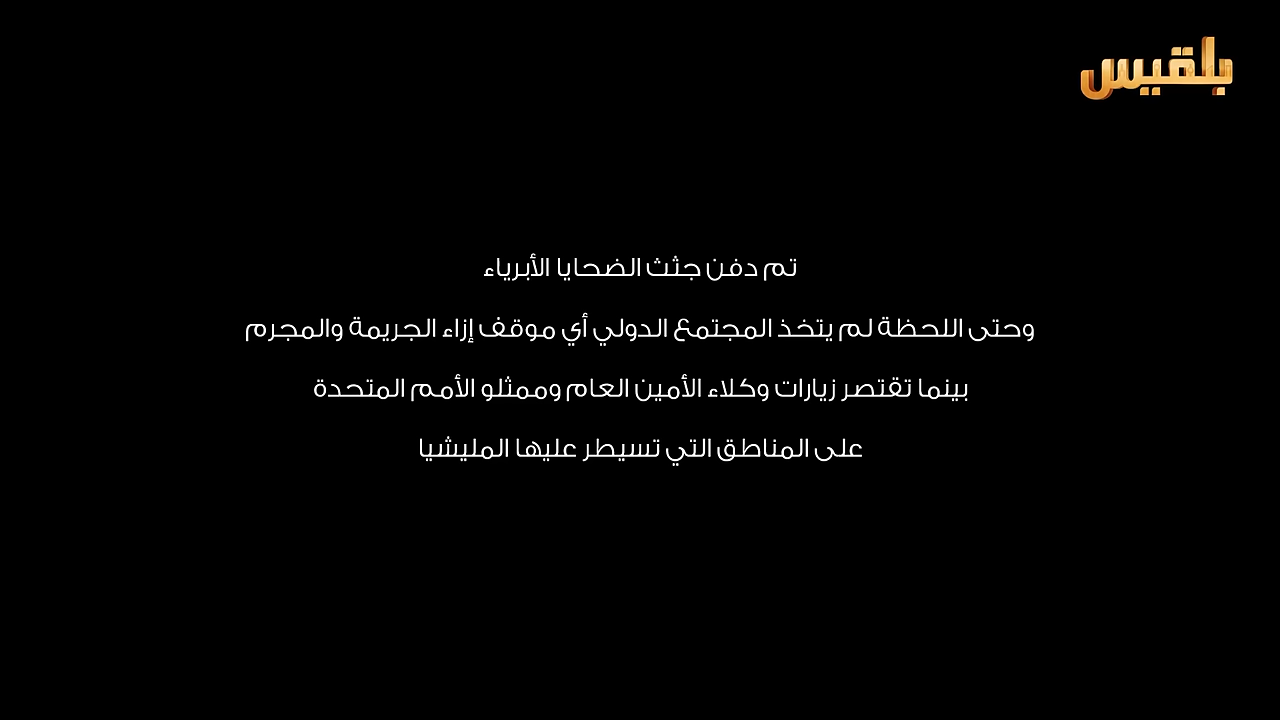 بلقيس
تم دفن جثث الضحايا الأبرياء
وحتى اللحظة لم يتخذ المجتمع الدولي أي موقف إزاء الجريمة والمجرم
بينما تقتصر زيارات وكلاء الأمين العام وممثلو الأمم المتحدة
على المناطق التي تسيطر عليها المليشيا